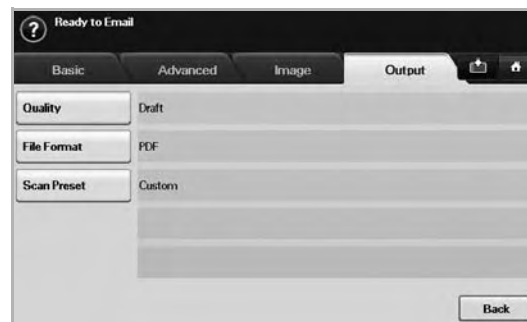 ? Ready to Email
Basic Advanced Image Output
Quality Draft
File Format PDF
Scan Preset Custom
Back